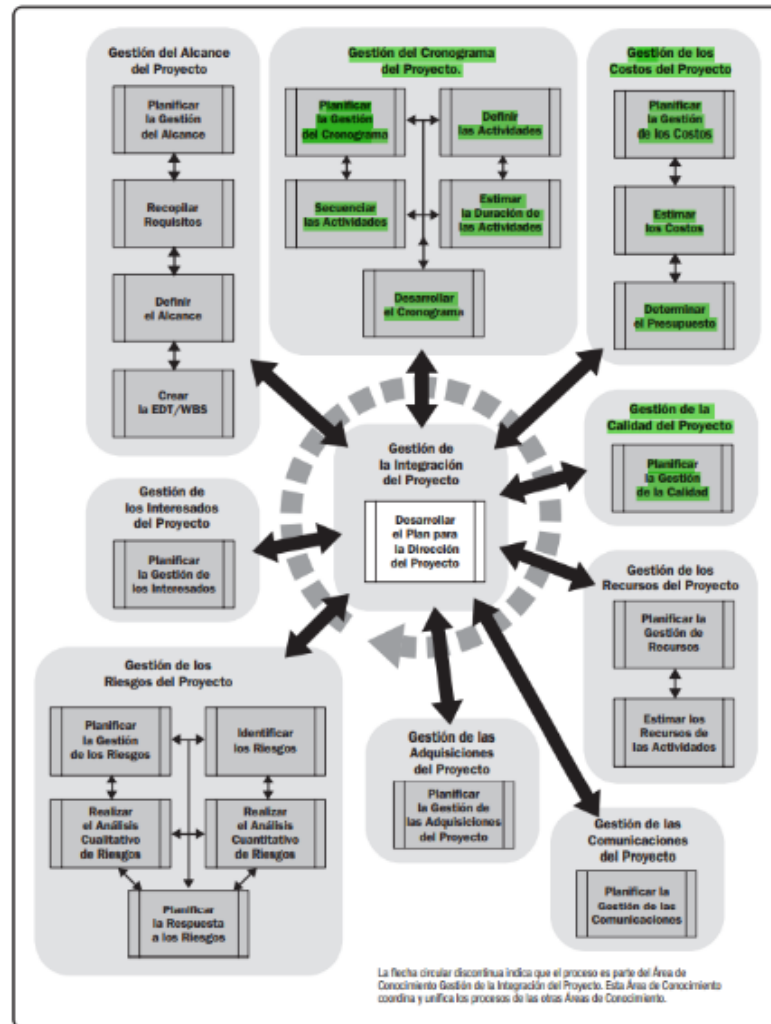 Gestión del Alcance
del Proyecto
Planificar
la Gestión
del Alcance
Recopilar
Requisitos
Definir
el Alcance
Crear
la EDT/WBS
Gestión del Cronograma
del Proyecto.
Planificar
la Gestión
del Cronograma
Definir
las Actividades
Secuenciar
las Actividades
Estimar
la Duración de
las Actividades
Desarrollar
el Cronograma
Gestión de los
Costos del Proyecto
Planificar
la Gestión
de los Costos
Estimar
los Costos
Determinar
el Presupuesto
Gestión de la
Calidad del Proyecto
Planificar
la Gestión
de la Calidad
Gestión de
la Integración
del Proyecto
Desarrollar
el Plan para
la Dirección
del Proyecto
Gestión de
los Interesados
del Proyecto
Planificar
la Gestión de
los Interesados
Gestión de los
Recursos del Proyecto
Planificar la
Gestión de
Recursos
Estimar los
Recursos de
las Actividades
Gestión de los
Riesgos del Proyecto
Planificar
la Gestión
de los Riesgos
Identificar
los Riesgos
Realizar
el Análisis
Cualitativo
de Riesgos
Realizar
el Análisis
Cuantitativo
de Riesgos
Planificar
la Respuesta
a los Riesgos
Gestión de las
Adquisiciones
del Proyecto
Planificar
la Gestión de
las Adquisiciones
del Proyecto
Gestión de las
Comunicaciones
del Proyecto
Planificar la
Gestión de las
Comunicaciones
La flecha circular discontinua indica que el proceso es parte del Área de
Conocimiento Gestión de la Integración del Proyecto. Esta Área de Conocimiento
coordina y unifica los procesos de las otras Áreas de Conocimiento.